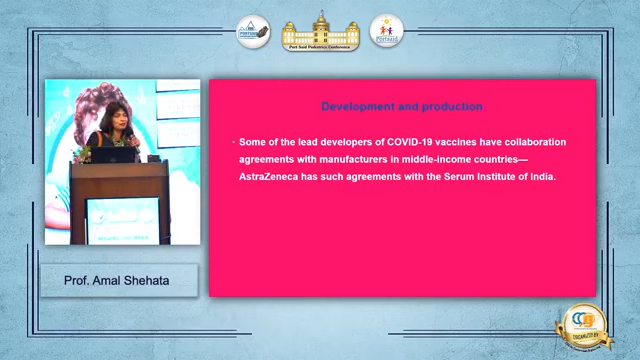 Port Said Pediatrics Conference
Development and production
• Some of the lead developers of COVID-19 vaccines have collaboration
agreements with manufacturers in middle-income countries—
AstraZeneca has such agreements with the Serum Institute of India.
Prof. Amal Shehata
ORGANIZED BY